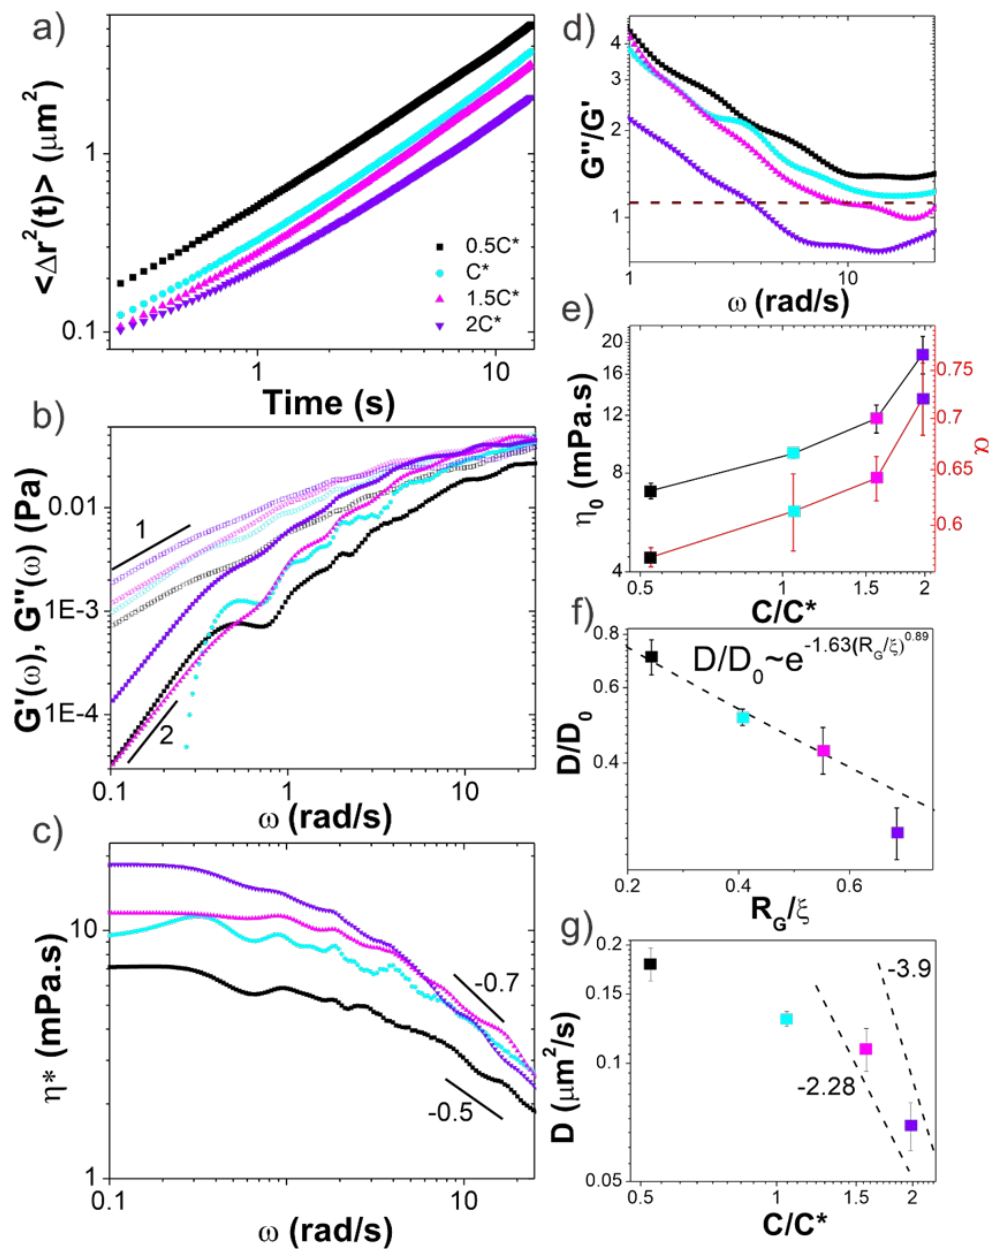 a)
<Δr²(t)> (μm²)
1
0.1
0.5C*
C*
1.5C*
2C*
1
10
Time (s)
b)
G'(ω), G''(ω) (Pa)
0.01
1E-3
1E-4
1
2
0.1
1
10
ω (rad/s)
c)
η* (mPa.s)
10
1
-0.7
-0.5
0.1
1
10
ω (rad/s)
d)
G''/G'
4
3
2
1
1
10
ω (rad/s)
e)
η₀ (mPa.s)
20
16
12
8
4
0.75
0.7
0.65
0.6
α
0.5
1
1.5
2
C/C*
f)
D/D₀
0.8
0.6
0.4
D/D₀~e^-1.63(R_G/ξ)^0.89
0.2
0.4
0.6
R_G/ξ
g)
D (μm²/s)
0.2
0.15
0.1
0.05
-3.9
-2.28
0.5
1
1.5
2
C/C*